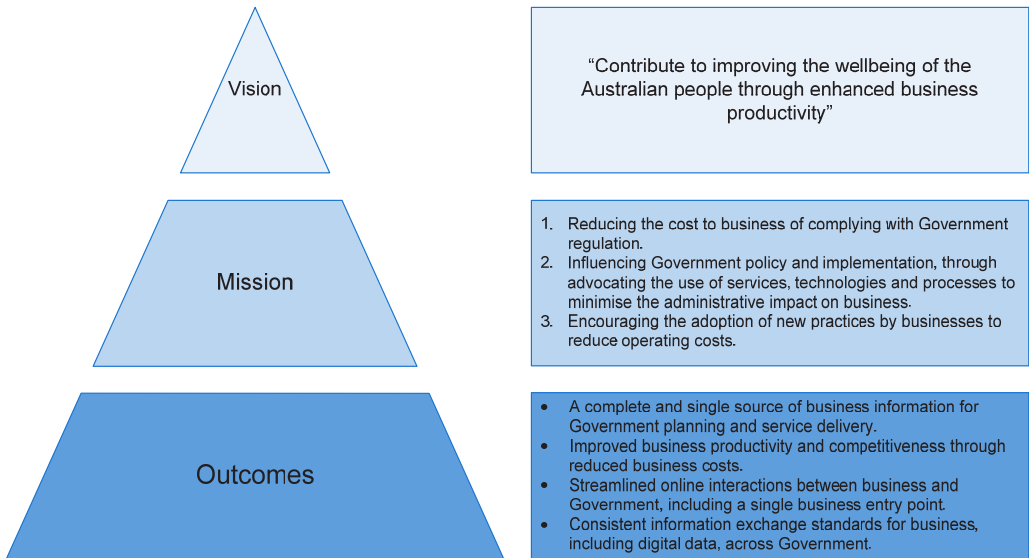 Vision
“Contribute to improving the wellbeing of the
Australian people through enhanced business
productivity”
Mission
1. Reducing the cost to business of complying with Government
regulation.
2. Influencing Government policy and implementation, through
advocating the use of services, technologies and processes to
minimise the administrative impact on business.
3. Encouraging the adoption of new practices by businesses to
reduce operating costs.
Outcomes
• A complete and single source of business information for
Government planning and service delivery.
• Improved business productivity and competitiveness through
reduced business costs.
• Streamlined online interactions between business and
Government, including a single business entry point.
• Consistent information exchange standards for business,
including digital data, across Government.